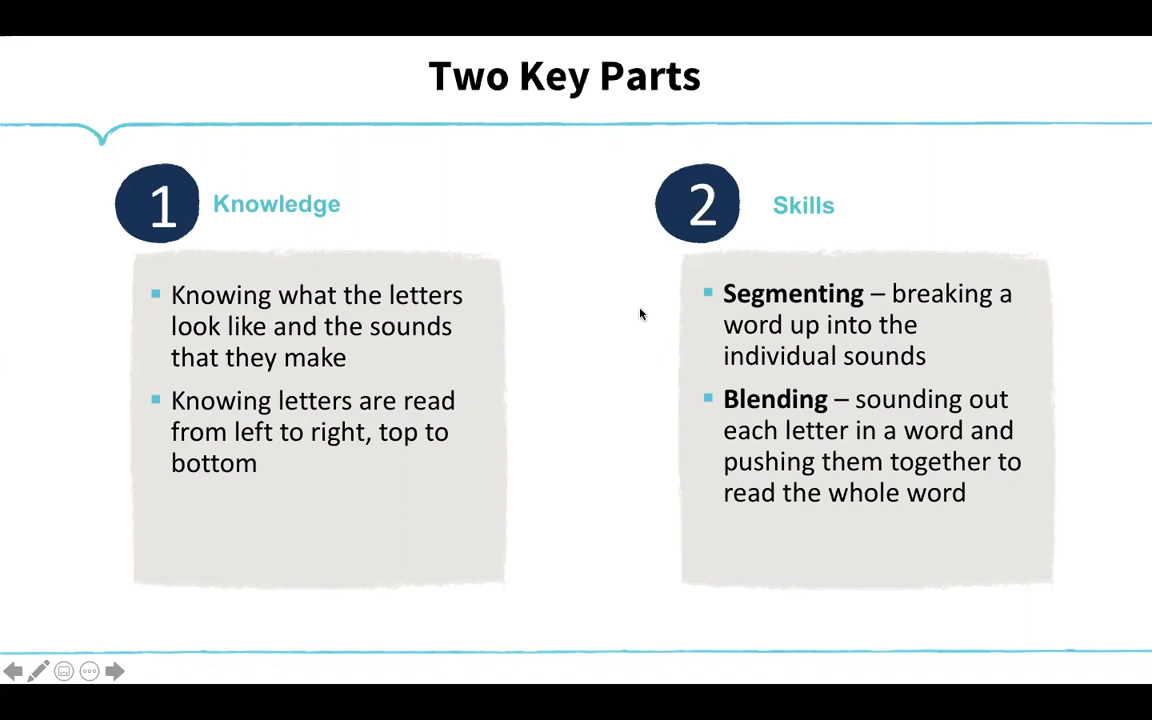 Two Key Parts
1
Knowledge
Knowing what the letters
look like and the sounds
that they make
Knowing letters are read
from left to right, top to
bottom
2
Skills
Segmenting – breaking a
word up into the
individual sounds
Blending – sounding out
each letter in a word and
pushing them together to
read the whole word